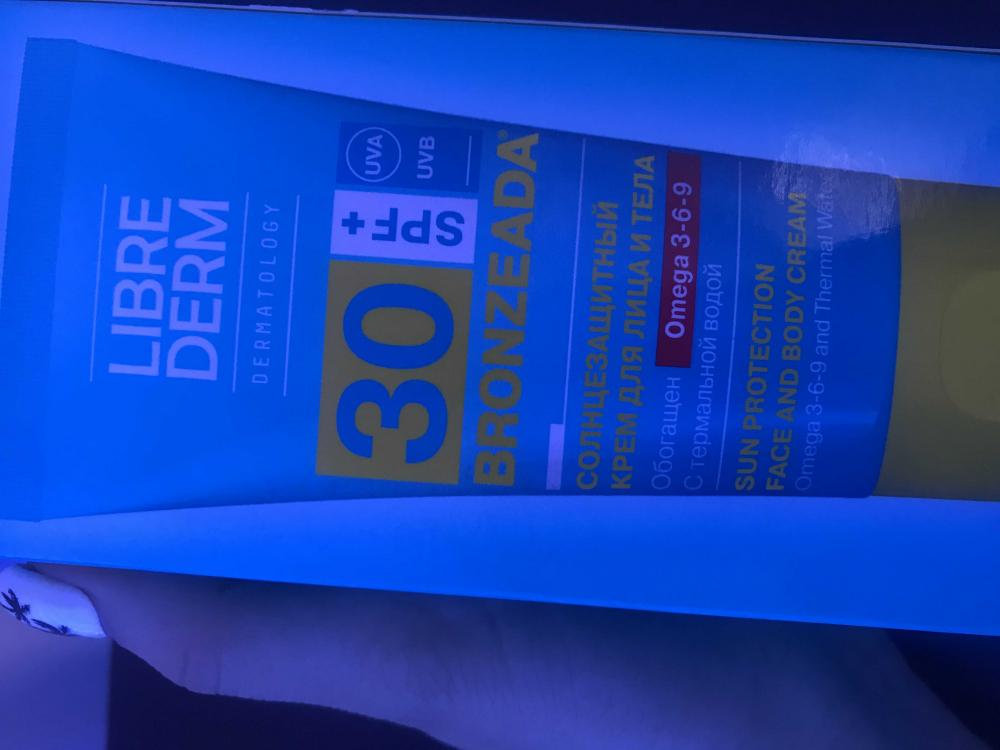 LIBRE
DERM
DERMATOLOGY
30 SPF+
UVA
UVB
BRONZEADA®
СОЛНЦЕЗАЩИТНЫЙ
КРЕМ ДЛЯ ЛИЦА И ТЕЛА
Обогащен Omega 3-6-9
С термальной водой
SUN PROTECTION
FACE AND BODY CREAM
Omega 3-6-9 and Thermal Water